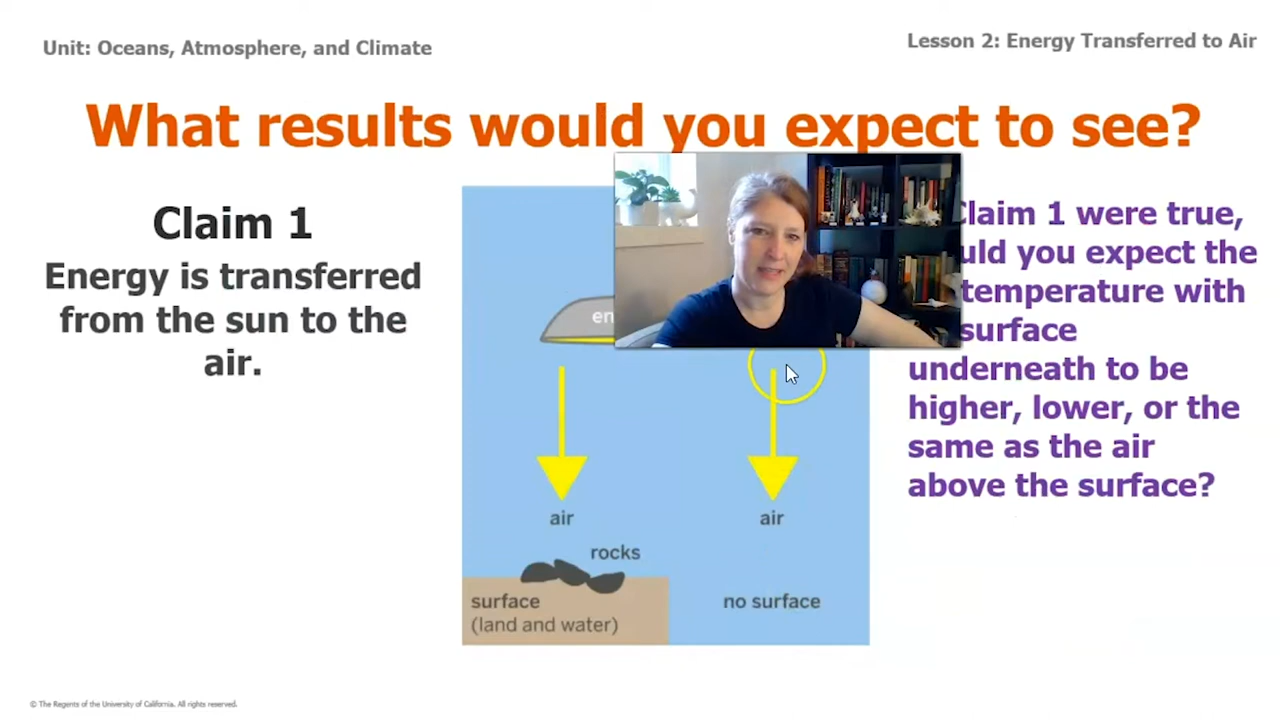 Unit: Oceans, Atmosphere, and Climate
Lesson 2: Energy Transferred to Air
What results would you expect to see?
Claim 1
Energy is transferred
from the sun to the
air.
Claim 1 were true,
you expect the
temperature with
surface
underneath to be
higher, lower, or the
same as the air
above the surface?
air
air
rocks
surface
(land and water)
no surface
© The Regents of the University of California. All rights reserved.